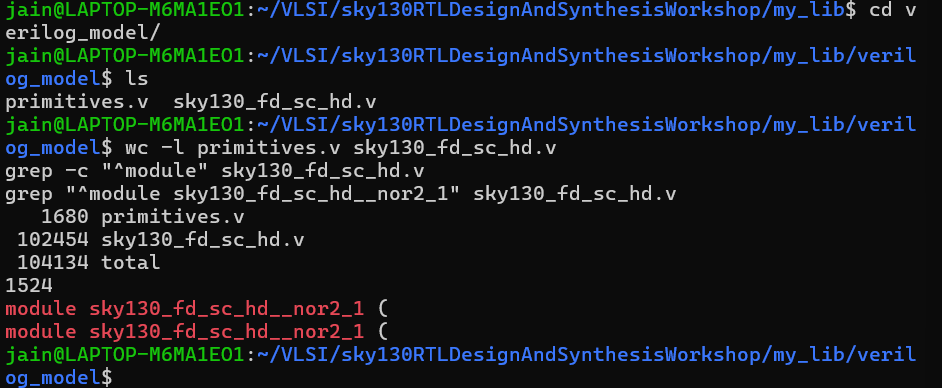 jain@LAPTOP-M6MA1EO1:~/VLSI/sky130RTLDesignAndSynthesisWorkshop/my_lib$ cd v
erilog_model/
jain@LAPTOP-M6MA1EO1:~/VLSI/sky130RTLDesignAndSynthesisWorkshop/my_lib/veril
og_model$ ls
primitives.v  sky130_fd_sc_hd.v
jain@LAPTOP-M6MA1EO1:~/VLSI/sky130RTLDesignAndSynthesisWorkshop/my_lib/veril
og_model$ wc -l primitives.v sky130_fd_sc_hd.v
grep -c "^module" sky130_fd_sc_hd.v
grep "^module sky130_fd_sc_hd__nor2_1" sky130_fd_sc_hd.v
   1680 primitives.v
 102454 sky130_fd_sc_hd.v
 104134 total
1524
module sky130_fd_sc_hd__nor2_1 (
module sky130_fd_sc_hd__nor2_1 (
jain@LAPTOP-M6MA1EO1:~/VLSI/sky130RTLDesignAndSynthesisWorkshop/my_lib/veril
og_model$